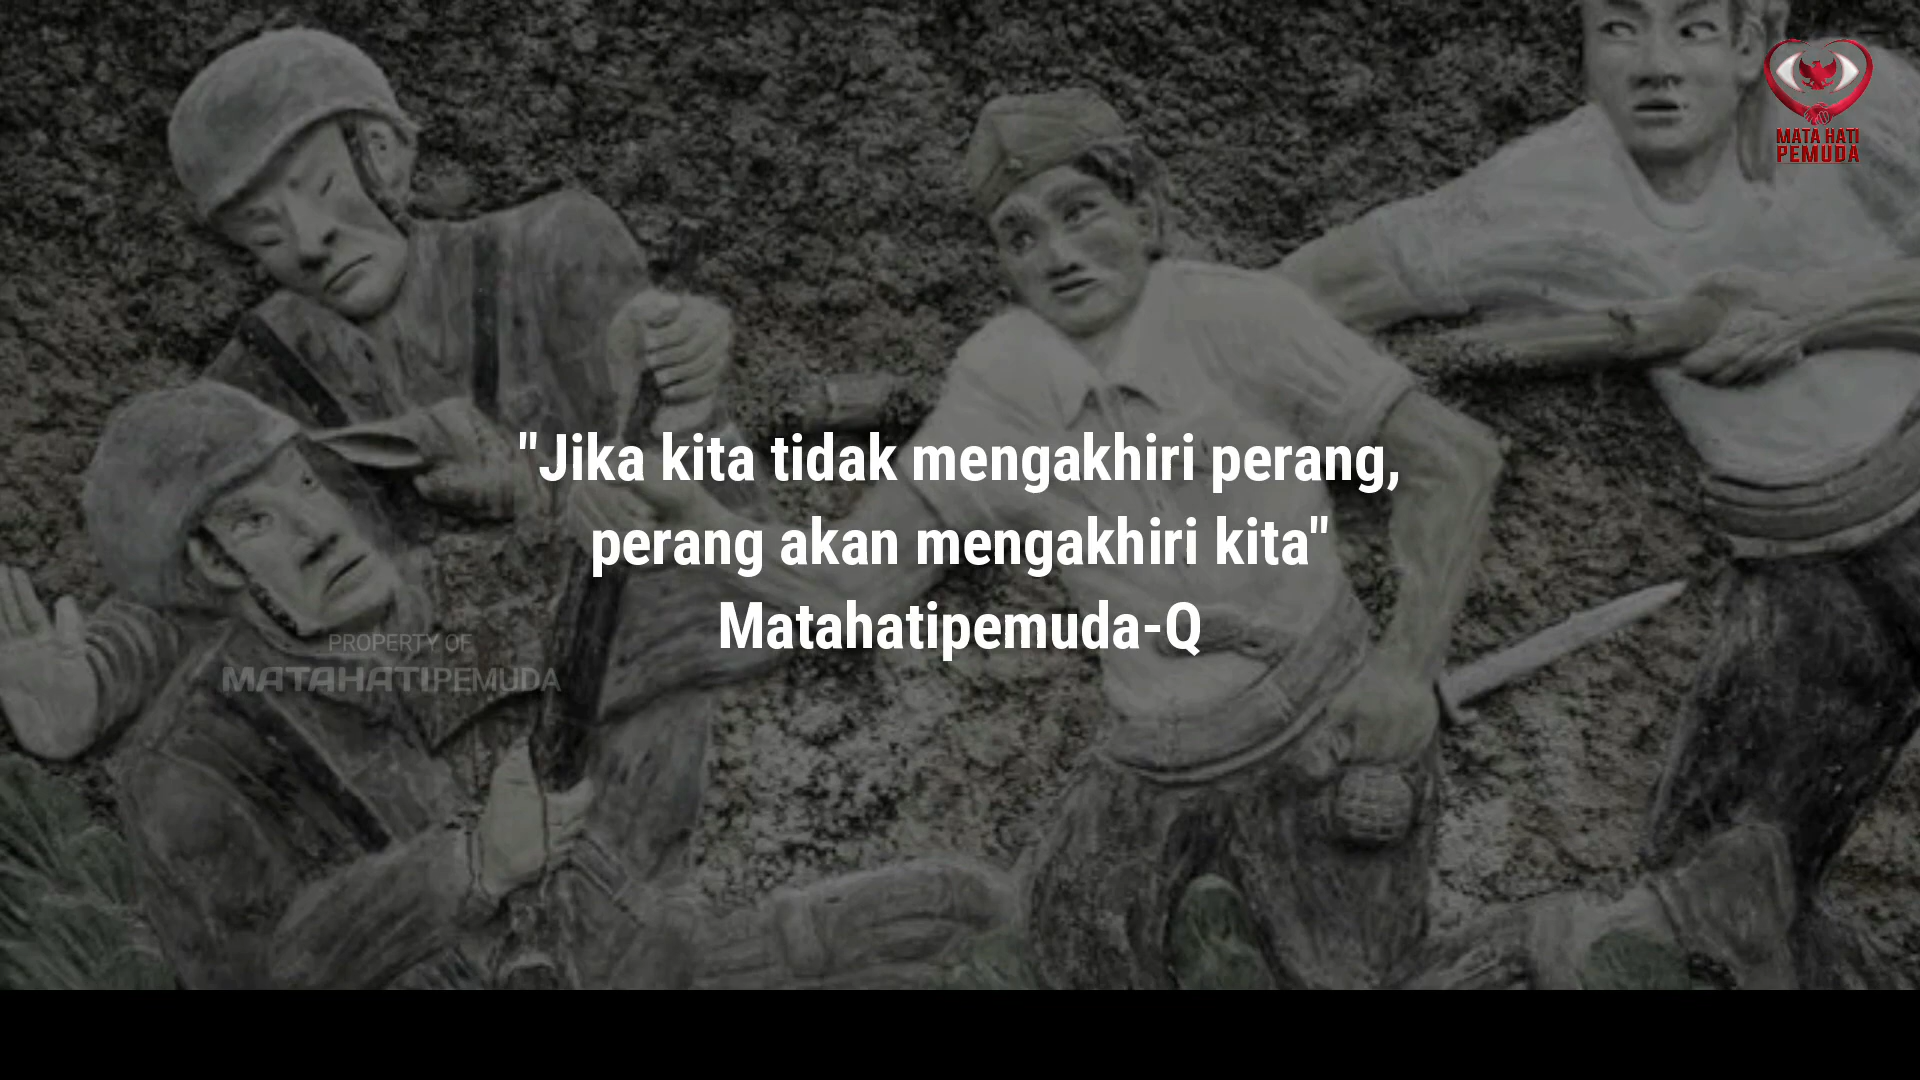 MATA HATI
PEMUDA
"Jika kita tidak mengakhiri perang,
perang akan mengakhiri kita"
Matahatipemuda-Q
PROPERTY OF
MATAHATIPEMUDA